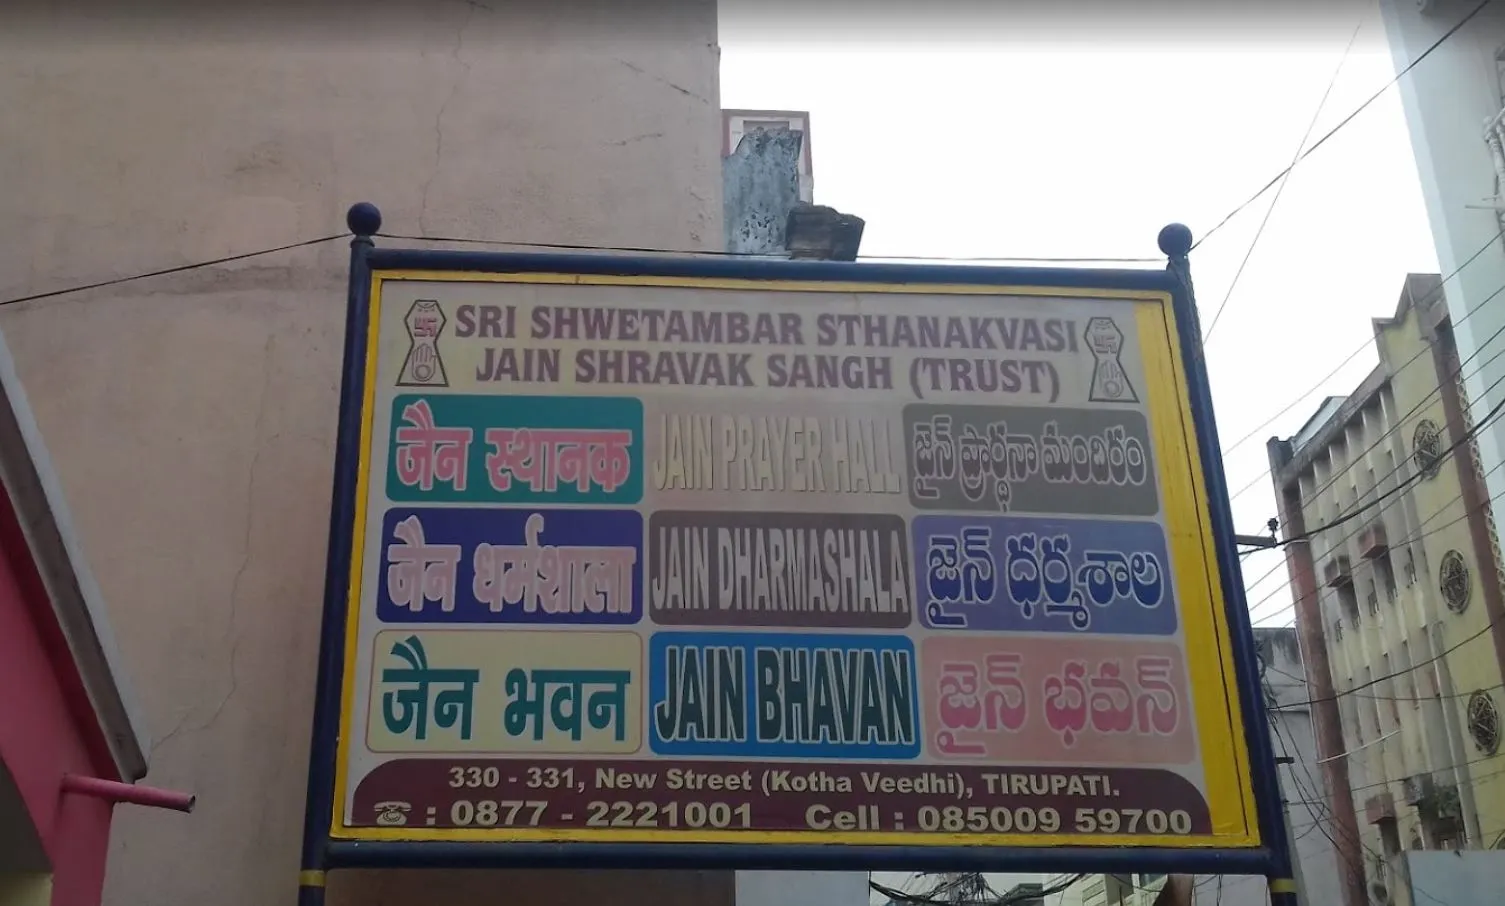 SRI SHWETAMBAR STHANAKVASI
JAIN SHRAVAK SANGH (TRUST)
जैन स्थानक JAIN PRAYER HALL జైన్ ప్రార్థనా మందిరం
जैन धर्मशाला JAIN DHARMASHALA జైన్ ధర్మశాల
जैन भवन JAIN BHAVAN జైన్ భవన్
330 - 331, New Street (Kotha Veedhi), TIRUPATI.
☎ : 0877 - 2221001 Cell : 085009 59700